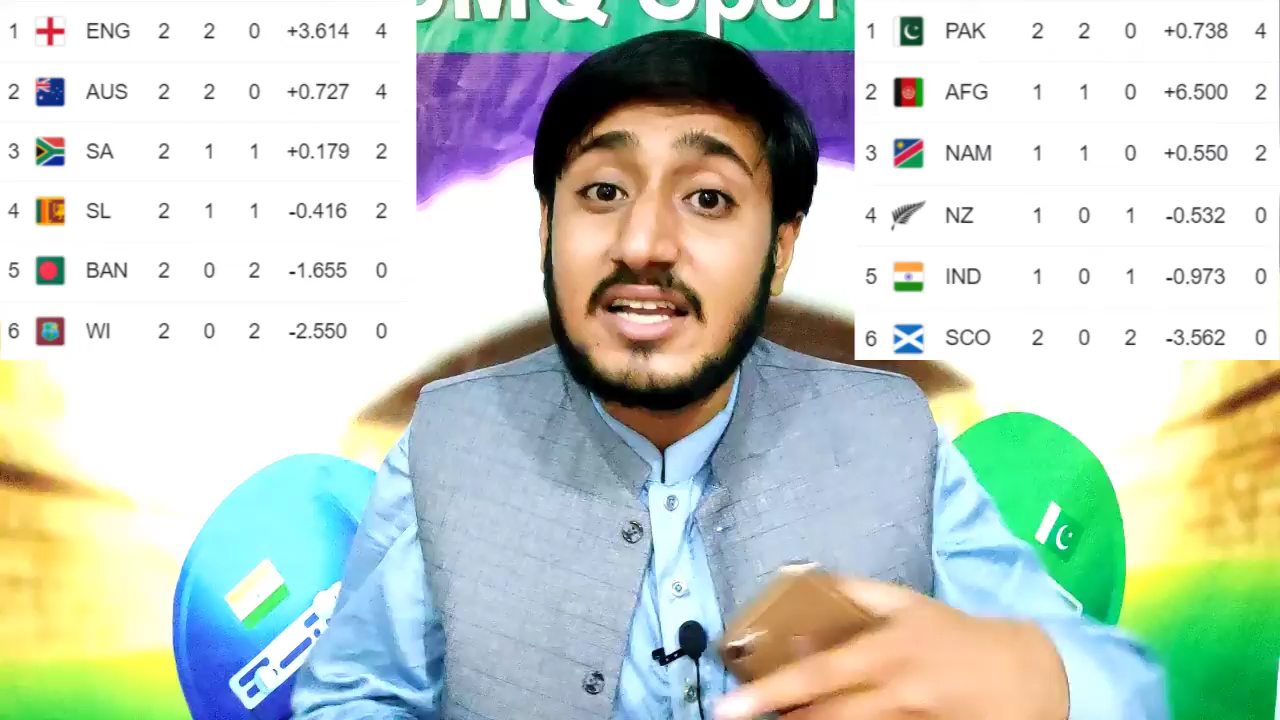 SMQ Spor
1 ENG 2 2 0 +3.614 4
2 AUS 2 2 0 +0.727 4
3 SA 2 1 1 +0.179 2
4 SL 2 1 1 -0.416 2
5 BAN 2 0 2 -1.655 0
6 WI 2 0 2 -2.550 0
1 PAK 2 2 0 +0.738 4
2 AFG 1 1 0 +6.500 2
3 NAM 1 1 0 +0.550 2
4 NZ 1 0 1 -0.532 0
5 IND 1 0 1 -0.973 0
6 SCO 2 0 2 -3.562 0